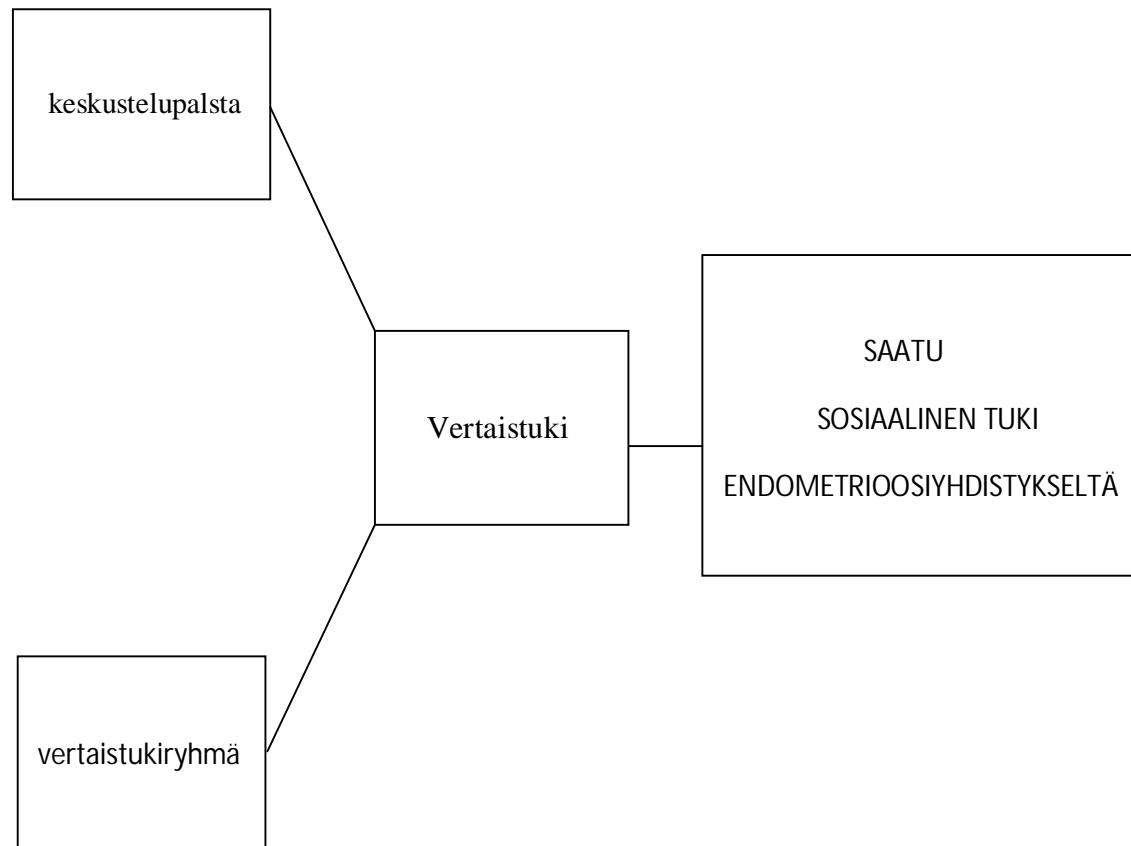 keskustelupalsta
Vertaistuki
SAATU
SOSIAALINEN TUKI
ENDOMETRIOOSIYHDISTYKSELTÄ
vertaistukiryhmä